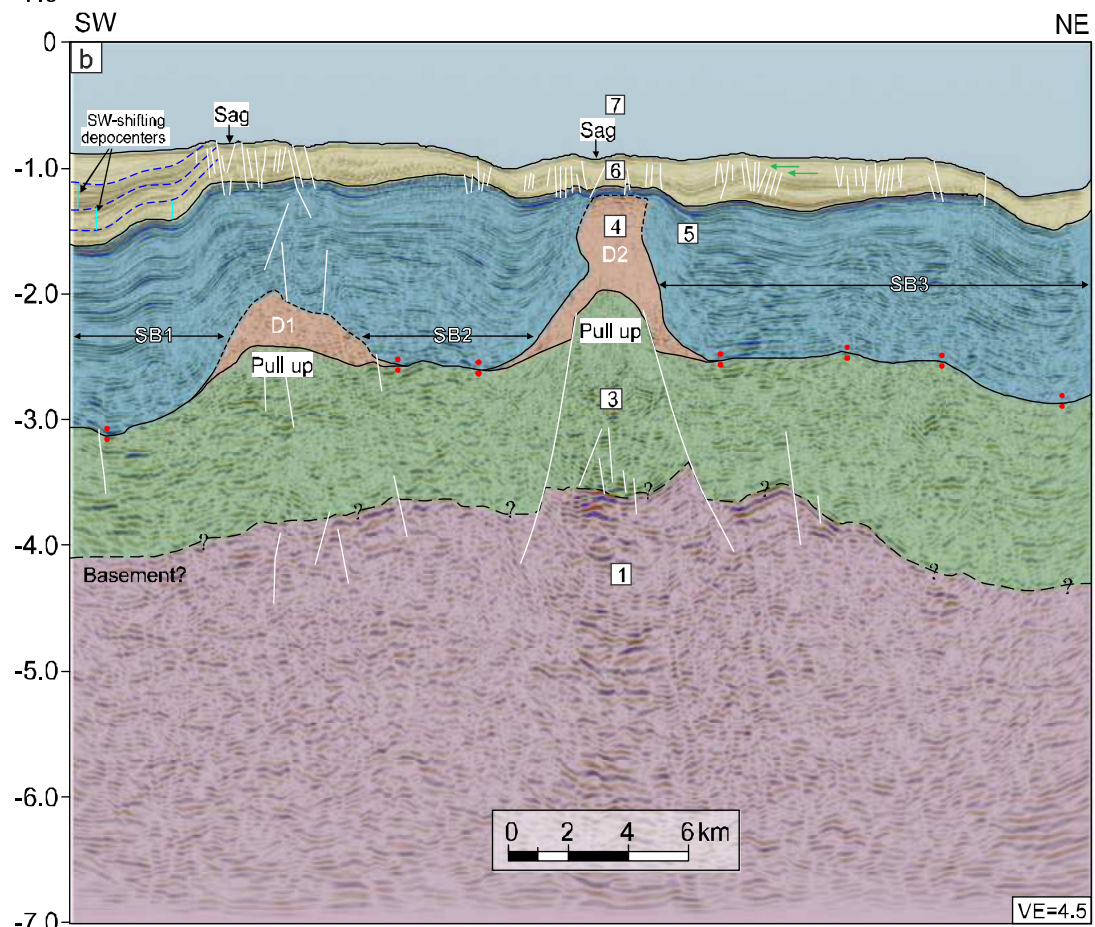 SW NE
0
b
7
SW-shifting
depocenters
Sag
Sag
-1.0
6
4
5
D2
-2.0
SB3
D1
SB1
SB2
Pull up
Pull up
3
-3.0
?
?
?
?
-4.0
?
Basement?
1
?
?
-5.0
-6.0
0 2 4 6 km
-7.0
VE=4.5